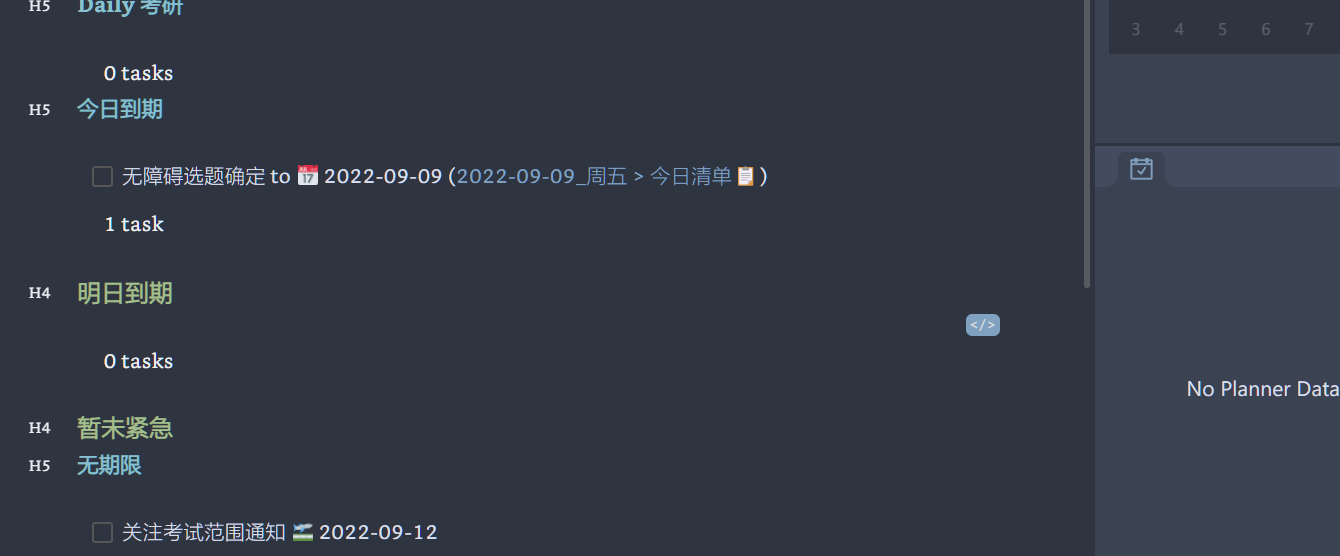 H5 Daily 考研
0 tasks
H5 今日到期
无障碍选题确定 to 📅 2022-09-09 (2022-09-09_周五 > 今日清单📋)
1 task
H4 明日到期
</>
0 tasks
H4 暂未紧急
H5 无期限
关注考试范围通知 🛫 2022-09-12
3 4 5 6 7
No Planner Data